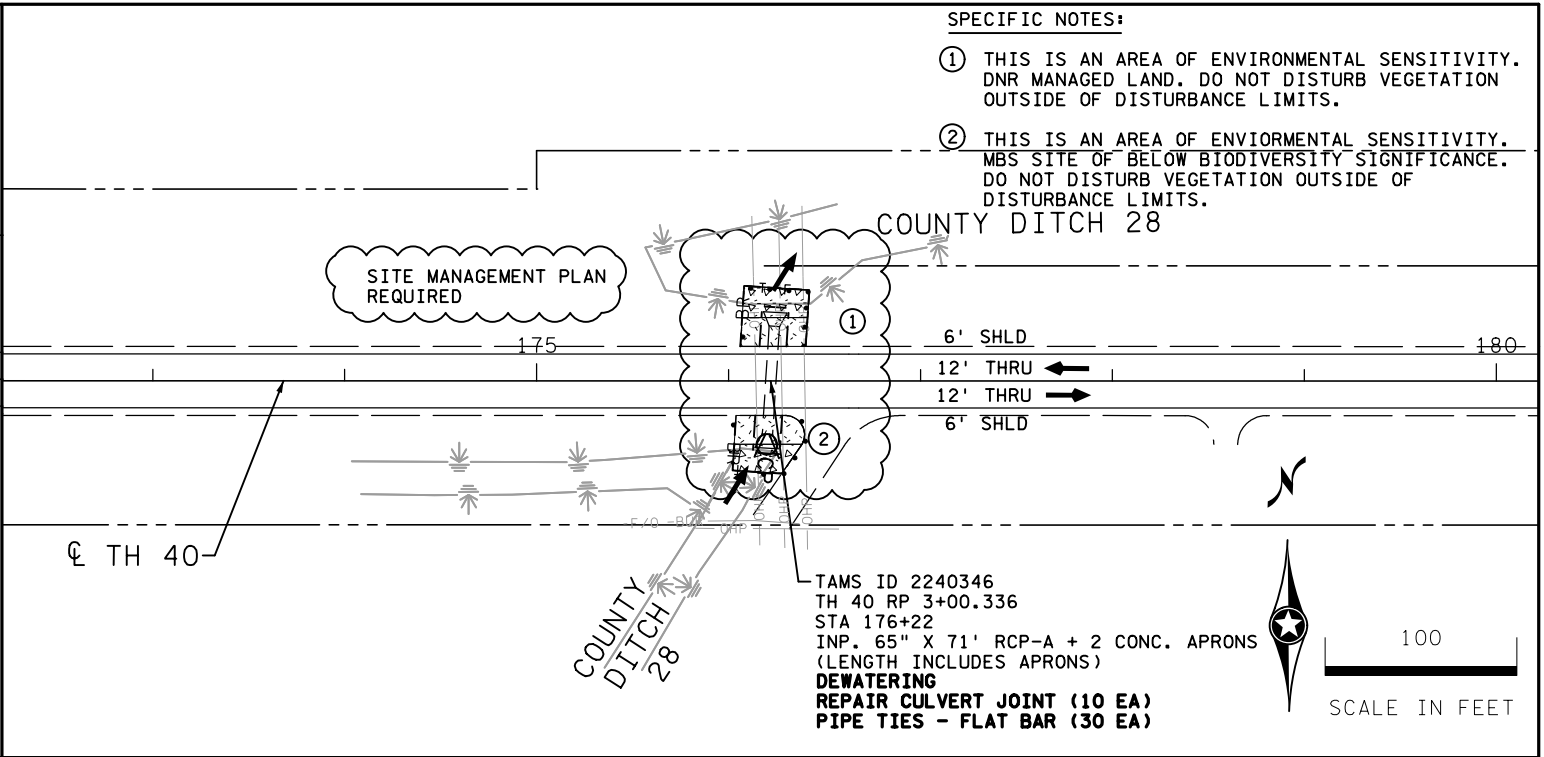 SPECIFIC NOTES:
1 THIS IS AN AREA OF ENVIRONMENTAL SENSITIVITY.
DNR MANAGED LAND. DO NOT DISTURB VEGETATION
OUTSIDE OF DISTURBANCE LIMITS.
2 THIS IS AN AREA OF ENVIORMENTAL SENSITIVITY.
MBS SITE OF BELOW BIODIVERSITY SIGNIFICANCE.
DO NOT DISTURB VEGETATION OUTSIDE OF
DISTURBANCE LIMITS.
COUNTY DITCH 28
SITE MANAGEMENT PLAN
REQUIRED
1
175
6' SHLD
180
12' THRU
12' THRU
6' SHLD
2
N
F/O
OHP
OHP
OHP
℄ TH 40
COUNTY
DITCH
28
TAMS ID 2240346
TH 40 RP 3+00.336
STA 176+22
INP. 65" X 71' RCP-A + 2 CONC. APRONS
(LENGTH INCLUDES APRONS)
DEWATERING
REPAIR CULVERT JOINT (10 EA)
PIPE TIES - FLAT BAR (30 EA)
100
SCALE IN FEET